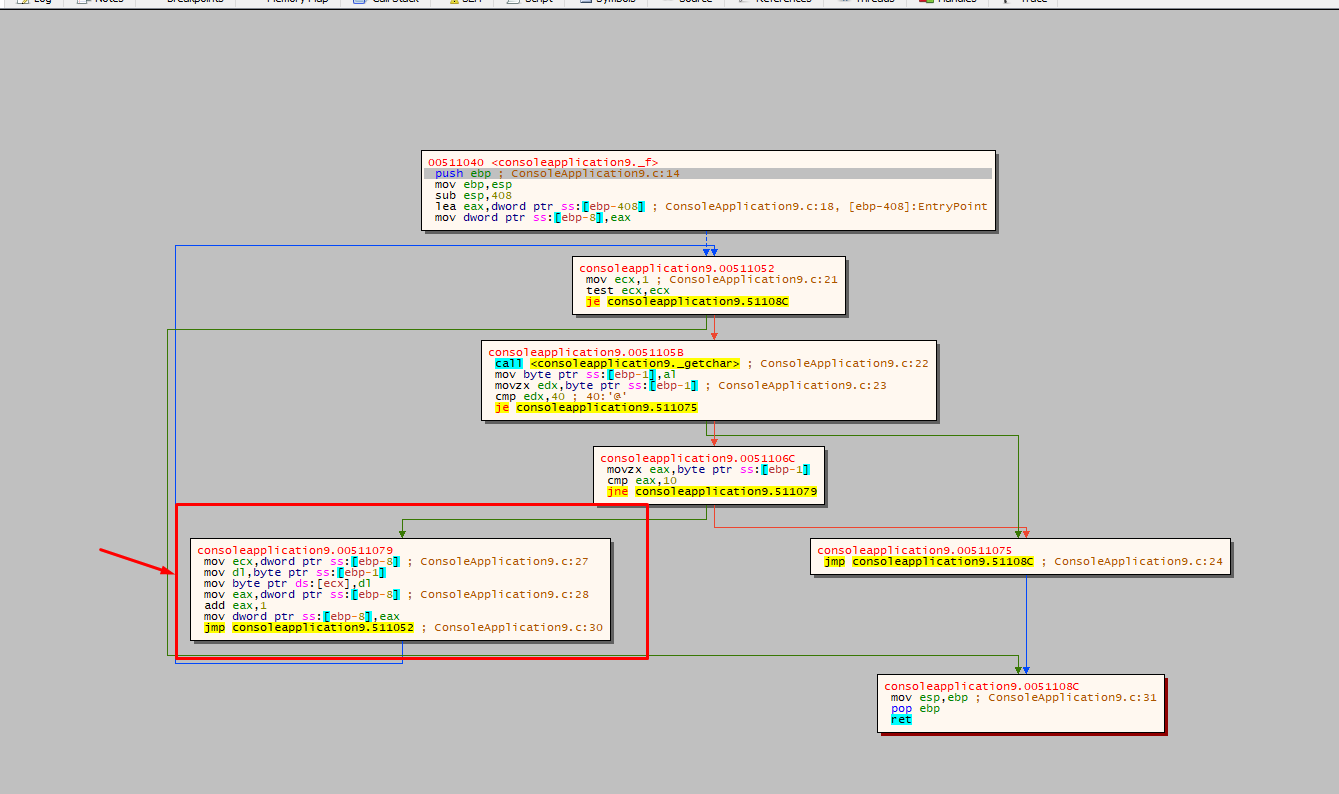 Log Notes Breakpoints Memory Map Call Stack SEH Script Symbols Source References Threads Handles Trace
00511040 <consoleapplication9._f>
push ebp ; ConsoleApplication9.c:14
mov ebp,esp
sub esp,408
lea eax,dword ptr ss:[ebp-408] ; ConsoleApplication9.c:18, [ebp-408]:EntryPoint
mov dword ptr ss:[ebp-8],eax
consoleapplication9.00511052
mov ecx,1 ; ConsoleApplication9.c:21
test ecx,ecx
je consoleapplication9.51108C
consoleapplication9.0051105B
call <consoleapplication9._getchar> ; ConsoleApplication9.c:22
mov byte ptr ss:[ebp-1],al
movzx edx,byte ptr ss:[ebp-1] ; ConsoleApplication9.c:23
cmp edx,40 ; 40:'@'
je consoleapplication9.511075
consoleapplication9.0051106C
movzx eax,byte ptr ss:[ebp-1]
cmp eax,10
jne consoleapplication9.511079
consoleapplication9.00511079
mov ecx,dword ptr ss:[ebp-8] ; ConsoleApplication9.c:27
mov dl,byte ptr ss:[ebp-1]
mov byte ptr ds:[ecx],dl
mov eax,dword ptr ss:[ebp-8] ; ConsoleApplication9.c:28
add eax,1
mov dword ptr ss:[ebp-8],eax
jmp consoleapplication9.511052 ; ConsoleApplication9.c:30
consoleapplication9.00511075
jmp consoleapplication9.51108C ; ConsoleApplication9.c:24
consoleapplication9.0051108C
mov esp,ebp ; ConsoleApplication9.c:31
pop ebp
ret